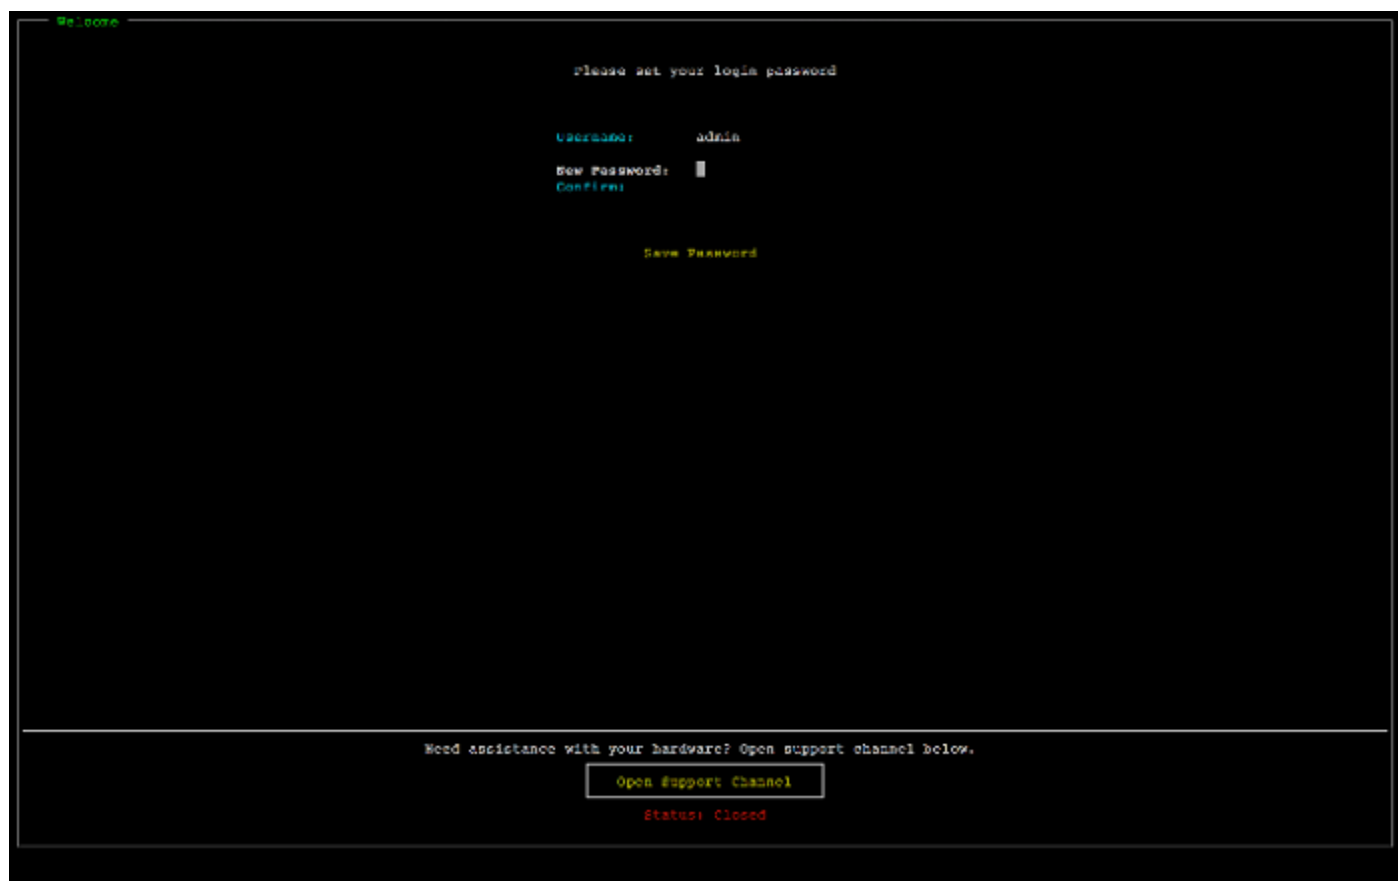 Welcome
Please set your login password
Username: admin
New Password:
Confirm:
Save Password
Need assistance with your hardware? Open support channel below.
Open Support Channel
Status: Closed